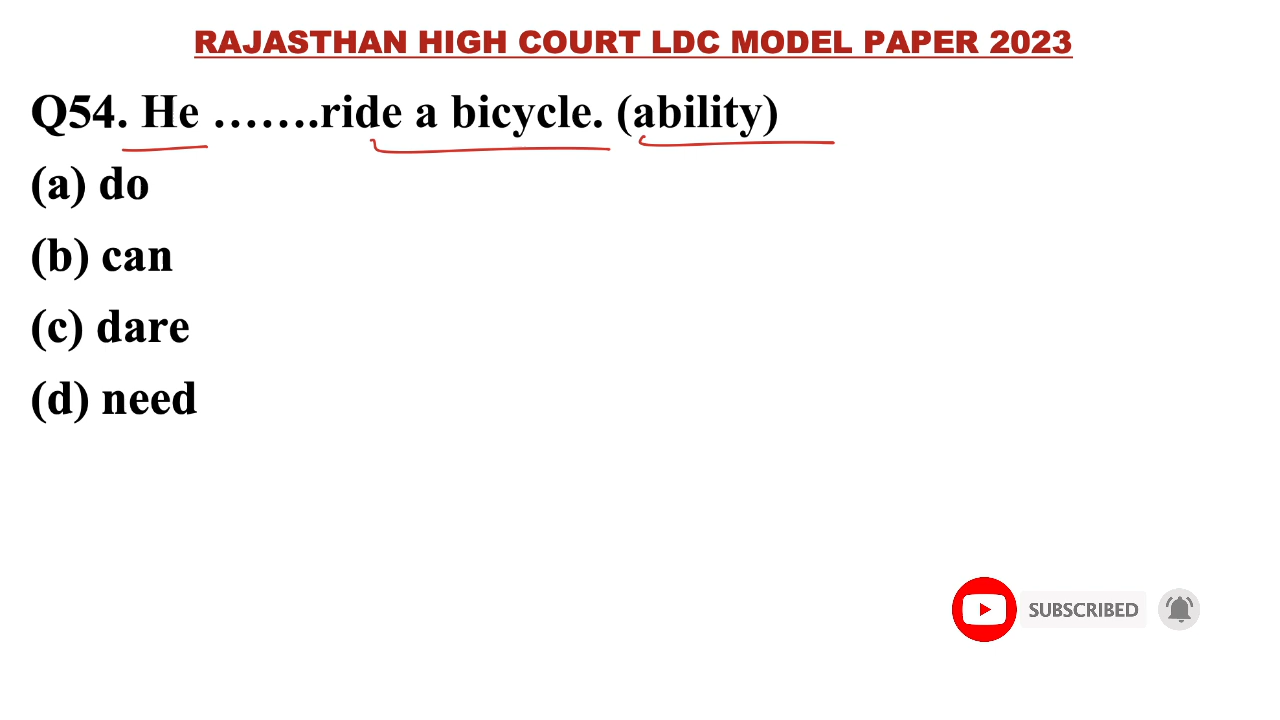 RAJASTHAN HIGH COURT LDC MODEL PAPER 2023
Q54. He …….ride a bicycle. (ability)
(a) do
(b) can
(c) dare
(d) need
SUBSCRIBED